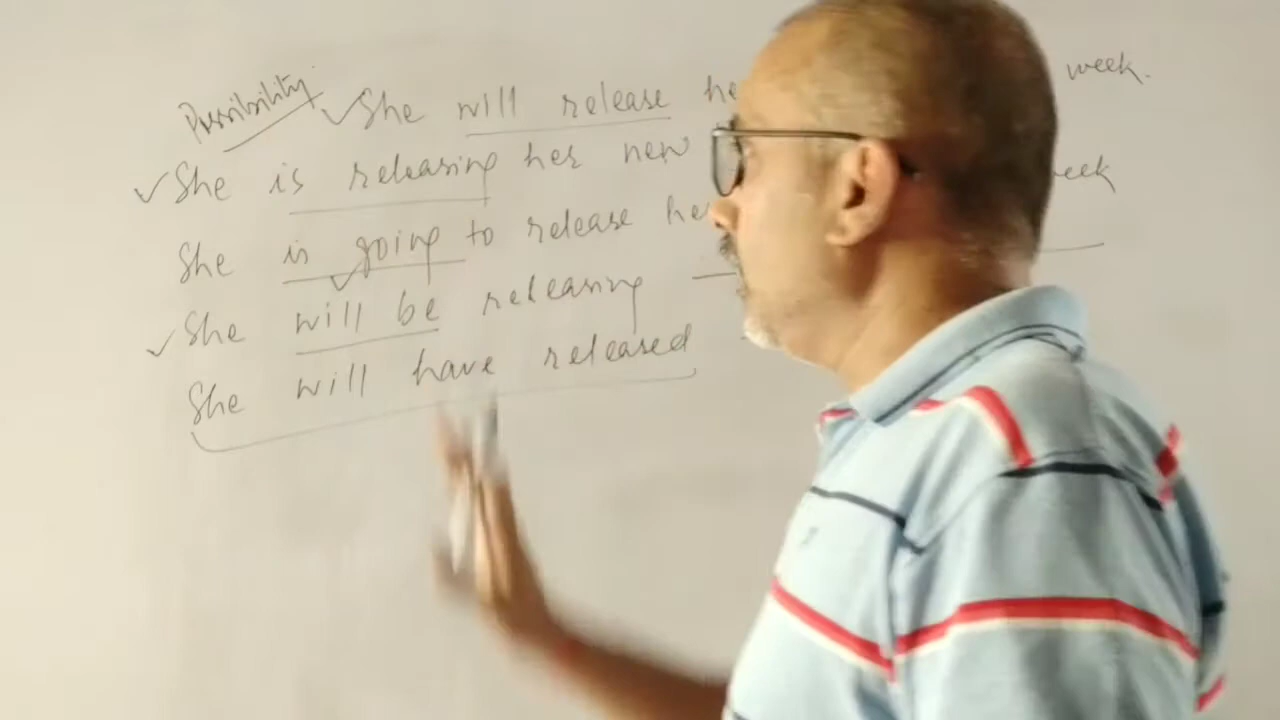 Possibility
She will release he week.
She is releasing her new week
She is going to release he
She will be releasing
She will have released